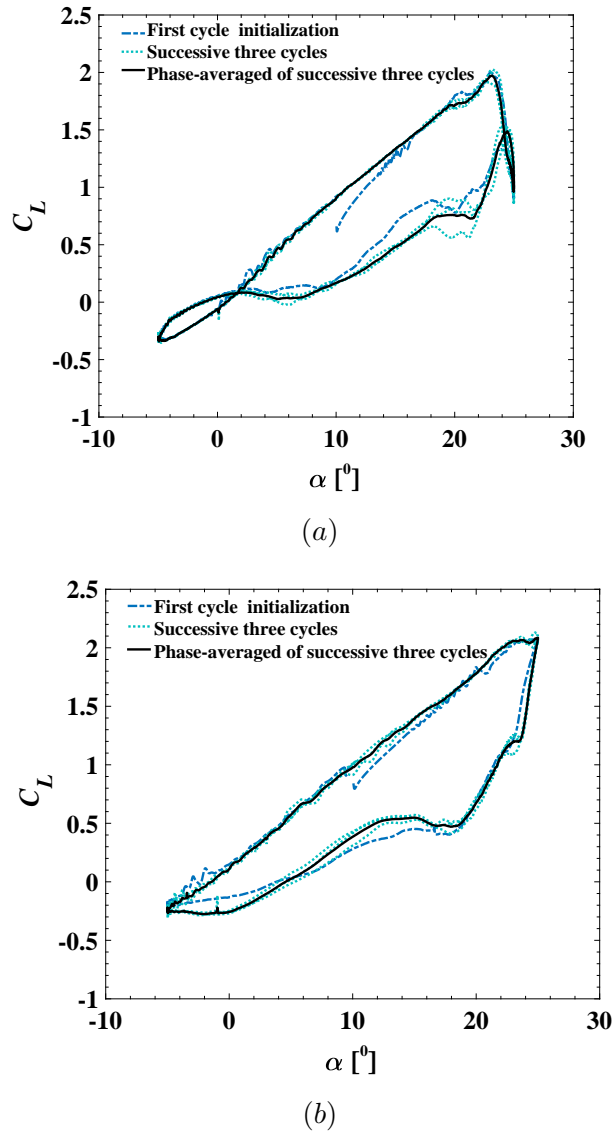 2.5
First cycle initialization
Successive three cycles
Phase-averaged of successive three cycles
2
1.5
1
0.5
0
-0.5
-1
C_L
-10 0 10 20 30
α [⁰]
(a)
2.5
First cycle initialization
Successive three cycles
Phase-averaged of successive three cycles
2
1.5
1
0.5
0
-0.5
-1
C_L
-10 0 10 20 30
α [⁰]
(b)